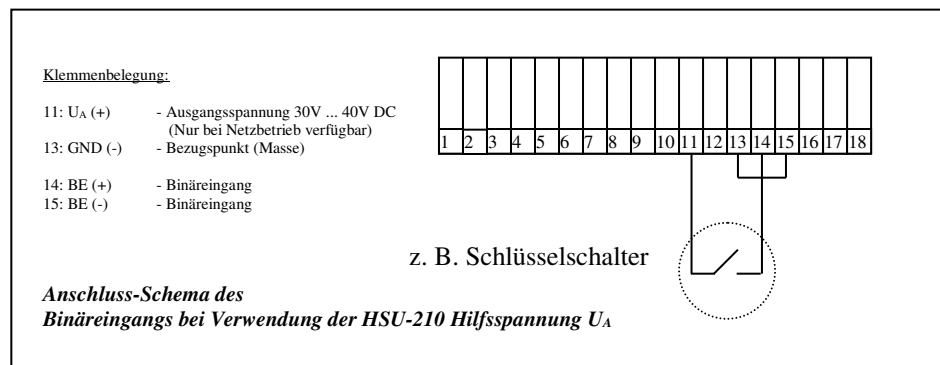 Klemmenbelegung:
11: UA (+) - Ausgangsspannung 30V ... 40V DC
(Nur bei Netzbetrieb verfügbar)
13: GND (-) - Bezugspunkt (Masse)
14: BE (+) - Binäreingang
15: BE (-) - Binäreingang
1 2 3 4 5 6 7 8 9 10 11 12 13 14 15 16 17 18
z. B. Schlüsselschalter
Anschluss-Schema des
Binäreingangs bei Verwendung der HSU-210 Hilfsspannung UA